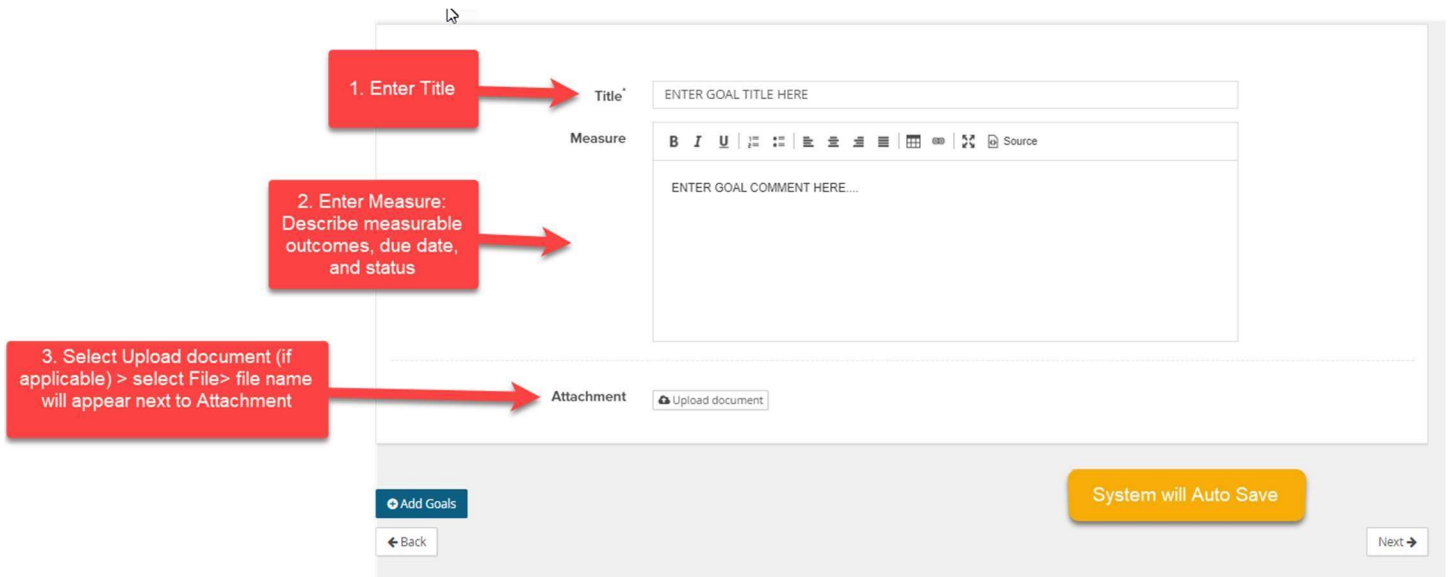 1. Enter Title
Title*
ENTER GOAL TITLE HERE
Measure
B I U Source
ENTER GOAL COMMENT HERE....
2. Enter Measure:
Describe measurable
outcomes, due date,
and status
3. Select Upload document (if
applicable) > select File> file name
will appear next to Attachment
Attachment
Upload document
System will Auto Save
Add Goals
Back
Next